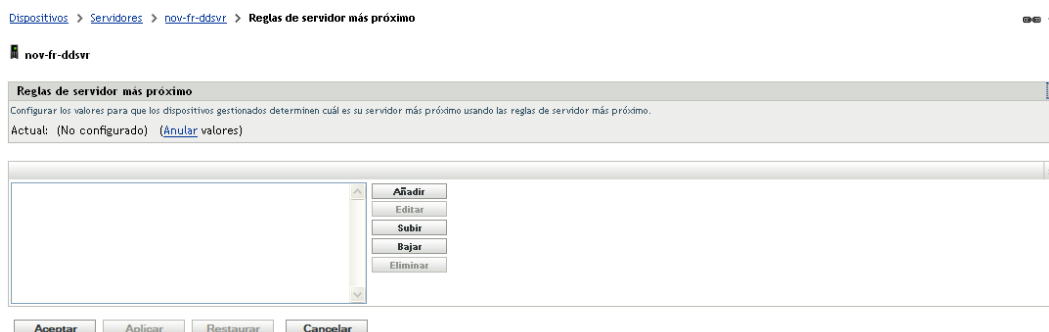 Dispositivos > Servidores > nov-fr-ddsvr > Reglas de servidor más próximo
nov-fr-ddsvr
Reglas de servidor más próximo
Configurar los valores para que los dispositivos gestionados determinen cuál es su servidor más próximo usando las reglas de servidor más próximo.
Actual: (No configurado) (Anular valores)
Añadir
Editar
Subir
Bajar
Eliminar
Aceptar Aplicar Restaurar Cancelar